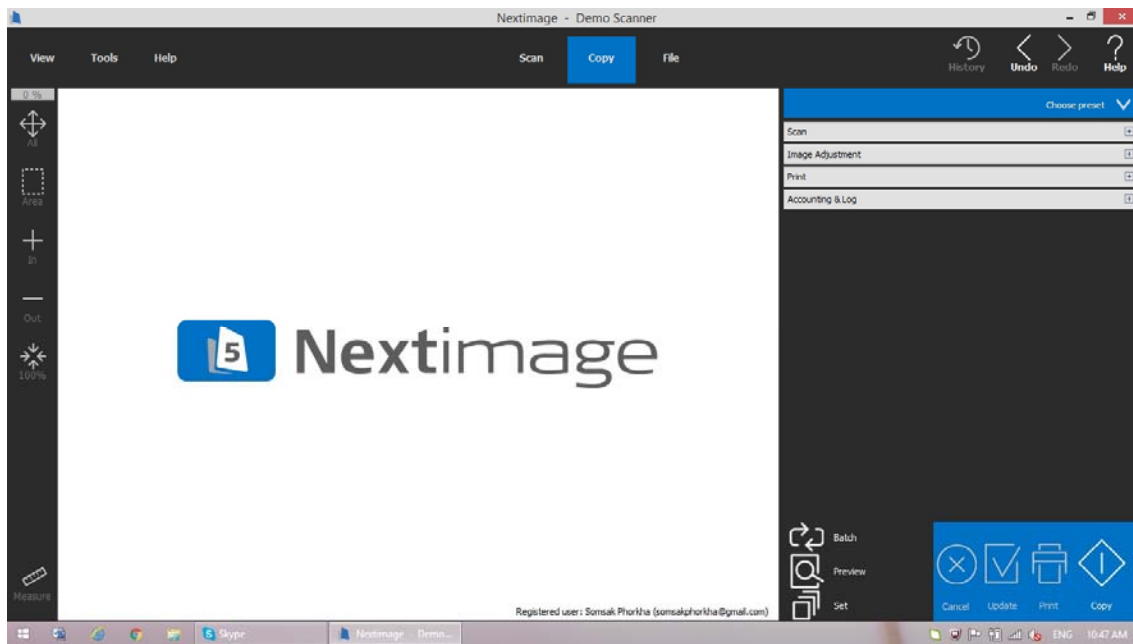 Nextimage - Demo Scanner
View Tools Help Scan Copy File History Undo Redo Help
0 %
All
Area
In
Out
100%
Measure
Choose preset
Scan
Image Adjustment
Print
Accounting & Log
5 Nextimage
Batch
Preview
Set
Cancel Update Print Copy
Registered user: Somsak Phorkha (somsakphorkha@gmail.com)
Skype Nextimage - Demo... ENG 10:47 AM